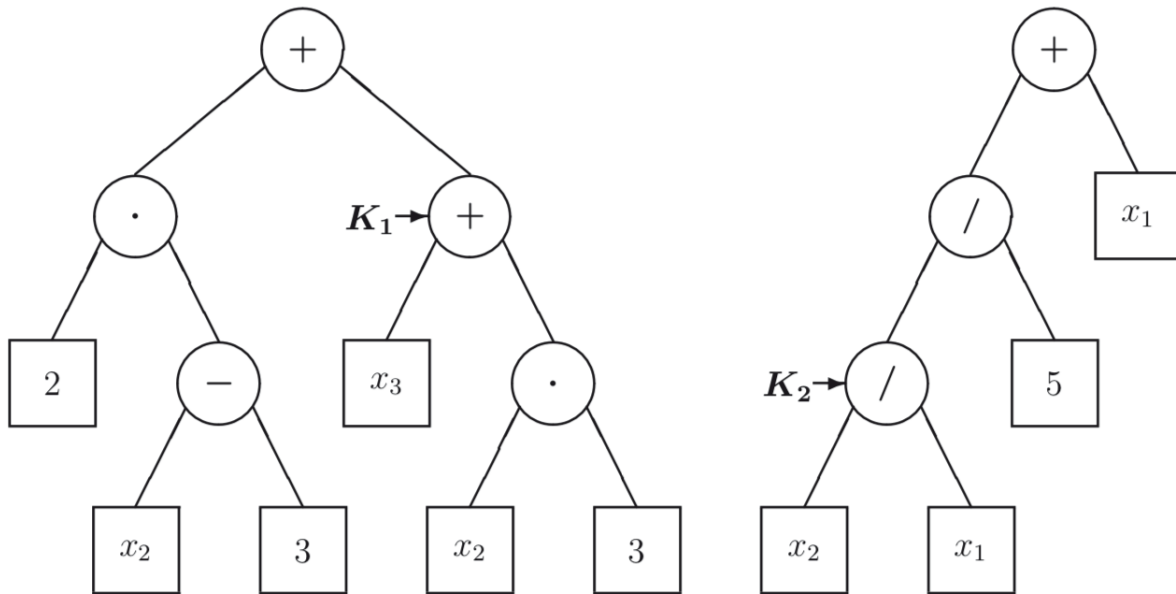 + +
· K₁ + / x₁
2 − x₃ · K₂ / 5
x₂ 3 x₂ 3 x₂ x₁